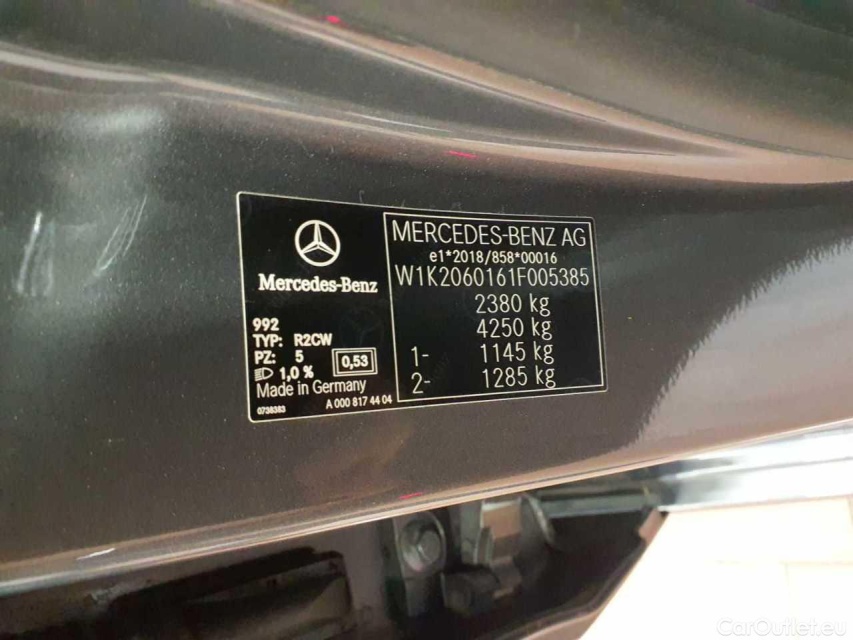 Mercedes-Benz
992
TYP: R2CW
PZ: 5
0,53
1,0 %
Made in Germany
0738383
A 000 817 44 04
MERCEDES-BENZ AG
e1*2018/858*00016
W1K2060161F005385
2380 kg
4250 kg
1- 1145 kg
2- 1285 kg
CarOutlet.eu